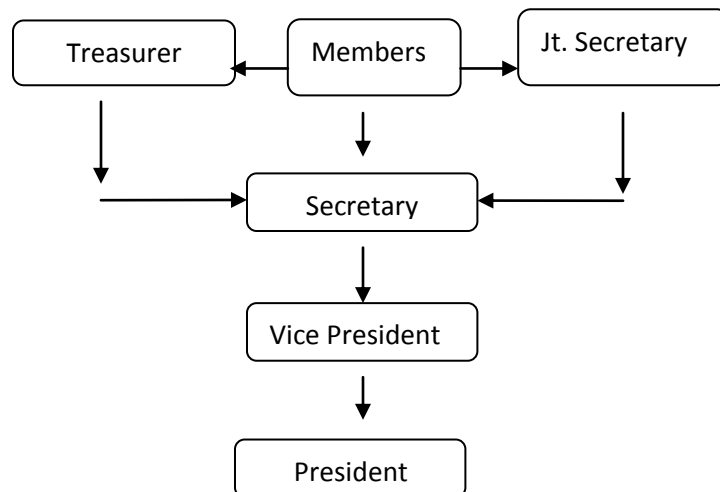 Treasurer
Members
Jt. Secretary
Secretary
Vice President
President